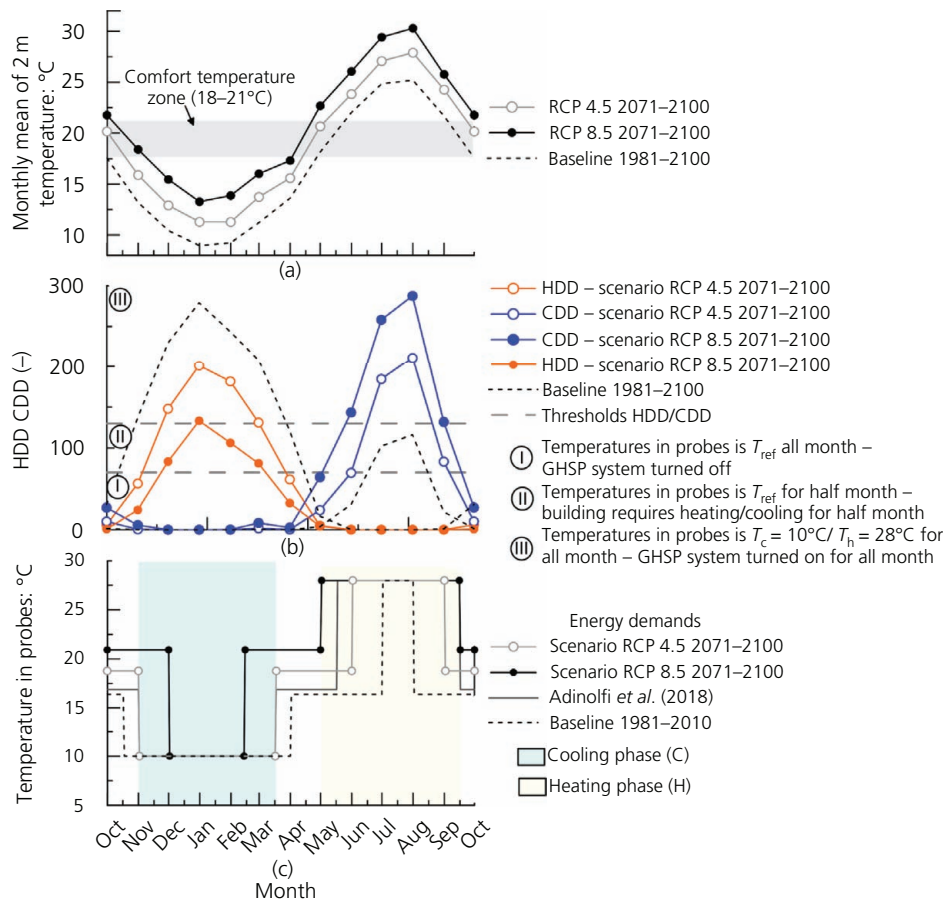 Monthly mean of 2 m
temperature: °C
30
25
20
15
10
Comfort temperature
zone (18–21°C)
RCP 4.5 2071–2100
RCP 8.5 2071–2100
Baseline 1981–2100
(a)
HDD CDD (–)
300
200
100
0
III
II
I
HDD – scenario RCP 4.5 2071–2100
CDD – scenario RCP 4.5 2071–2100
CDD – scenario RCP 8.5 2071–2100
HDD – scenario RCP 8.5 2071–2100
Baseline 1981–2100
Thresholds HDD/CDD
I Temperatures in probes is Tref all month –
GHSP system turned off
II Temperatures in probes is Tref for half month –
building requires heating/cooling for half month
III Temperatures in probes is Tc = 10°C/ Th = 28°C for
all month – GHSP system turned on for all month
(b)
Temperature in probes: °C
30
25
20
15
10
5
Energy demands
Scenario RCP 4.5 2071–2100
Scenario RCP 8.5 2071–2100
Adinolfi et al. (2018)
Baseline 1981–2010
Cooling phase (C)
Heating phase (H)
Oct Nov Dec Jan Feb Mar Apr May Jun Jul Aug Sep Oct
(c)
Month